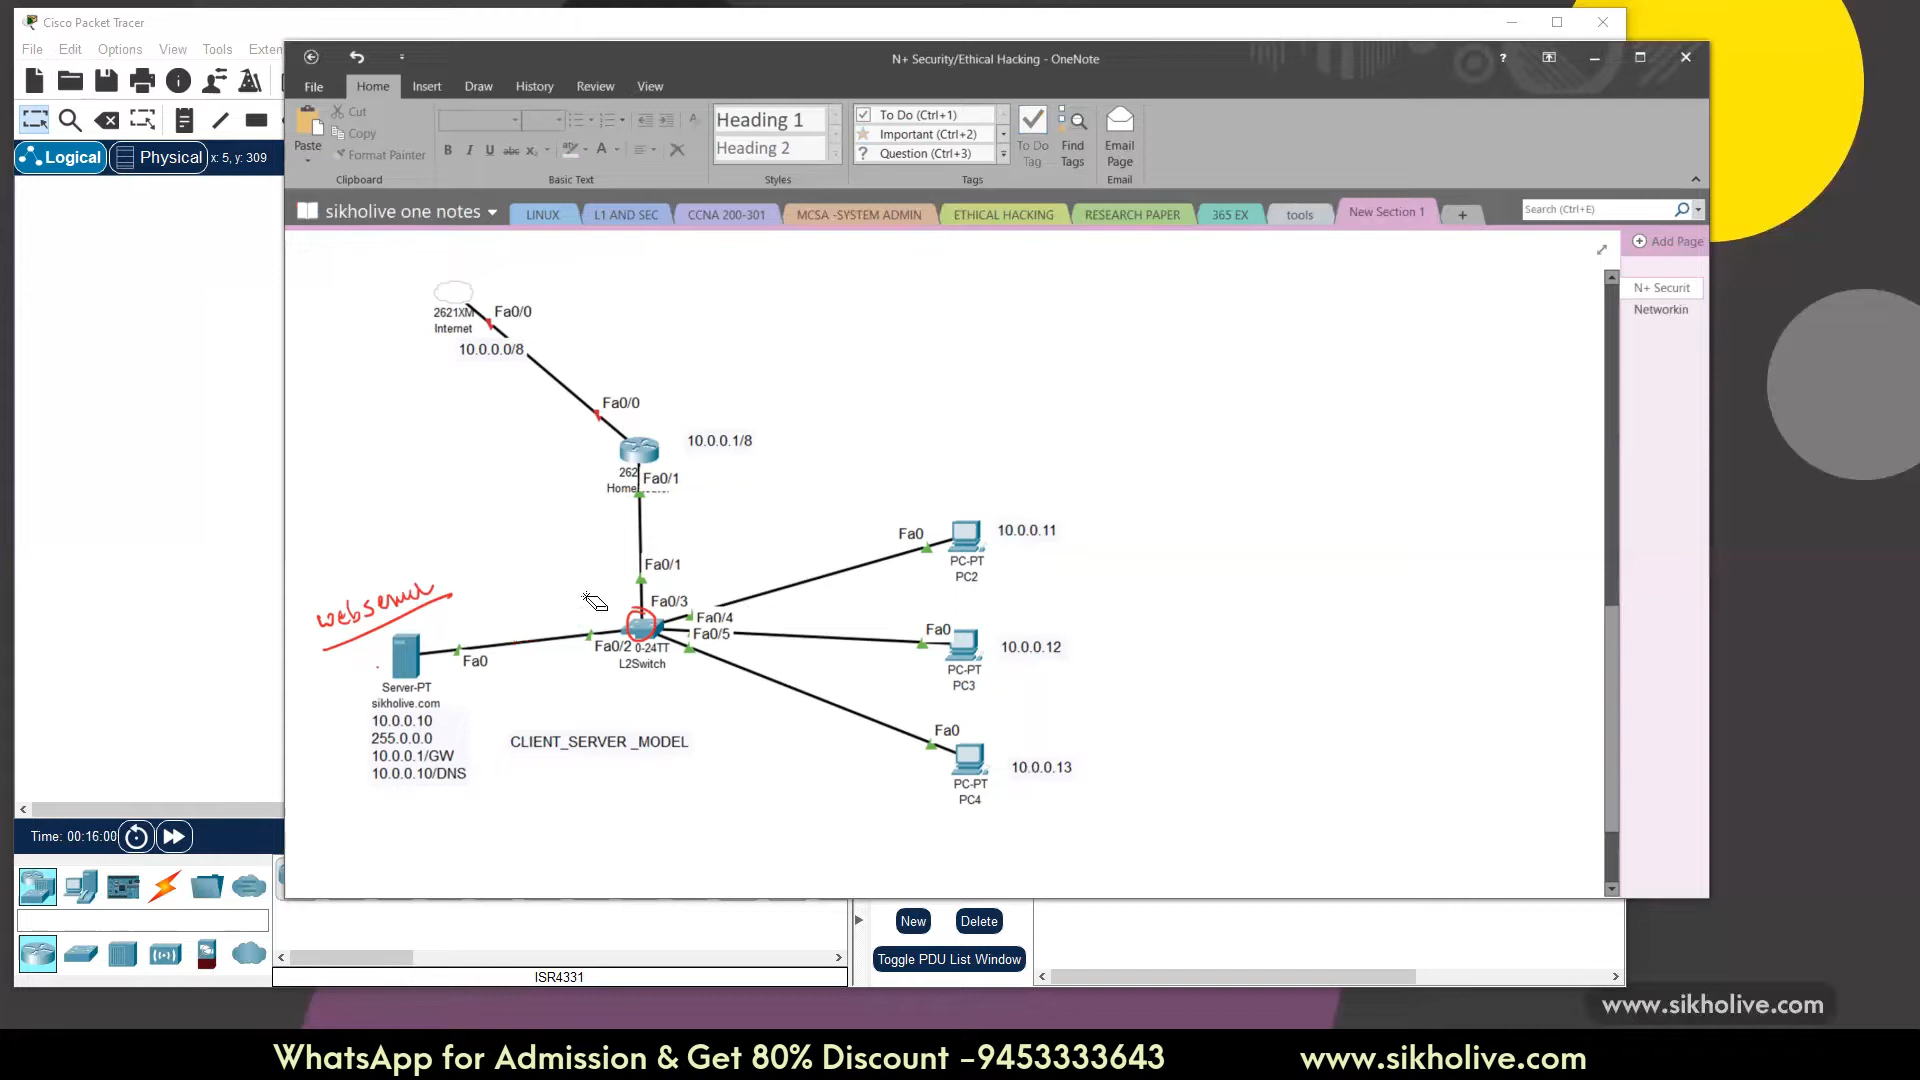 Cisco Packet Tracer
File Edit Options View Tools Exten
Logical Physical x: 5, y: 309
N+ Security/Ethical Hacking - OneNote
File Home Insert Draw History Review View
Paste
Cut
Copy
Format Painter
Clipboard
B I U abc x₂ A
Basic Text
Heading 1
Heading 2
Styles
To Do (Ctrl+1)
Important (Ctrl+2)
Question (Ctrl+3)
Tags
To Do Tag
Find Tags
Email Page
Email
sikholive one notes
LINUX L1 AND SEC CCNA 200-301 MCSA -SYSTEM ADMIN ETHICAL HACKING RESEARCH PAPER 365 EX tools New Section 1 +
Search (Ctrl+E)
Add Page
N+ Securit
Networkin
2621XM
Internet
Fa0/0
10.0.0.0/8
Fa0/0
10.0.0.1/8
262
Home
Fa0/1
Fa0/1
Fa0/3
Fa0/4
Fa0/5
Fa0/2 0-24TT
L2Switch
Fa0
10.0.0.11
PC-PT
PC2
Fa0
10.0.0.12
PC-PT
PC3
Fa0
10.0.0.13
PC-PT
PC4
Fa0
Server-PT
sikholive.com
10.0.0.10
255.0.0.0
10.0.0.1/GW
10.0.0.10/DNS
CLIENT_SERVER _MODEL
Time: 00:16:00
New Delete
Toggle PDU List Window
ISR4331
www.sikholive.com
WhatsApp for Admission & Get 80% Discount –9453333643 www.sikholive.com